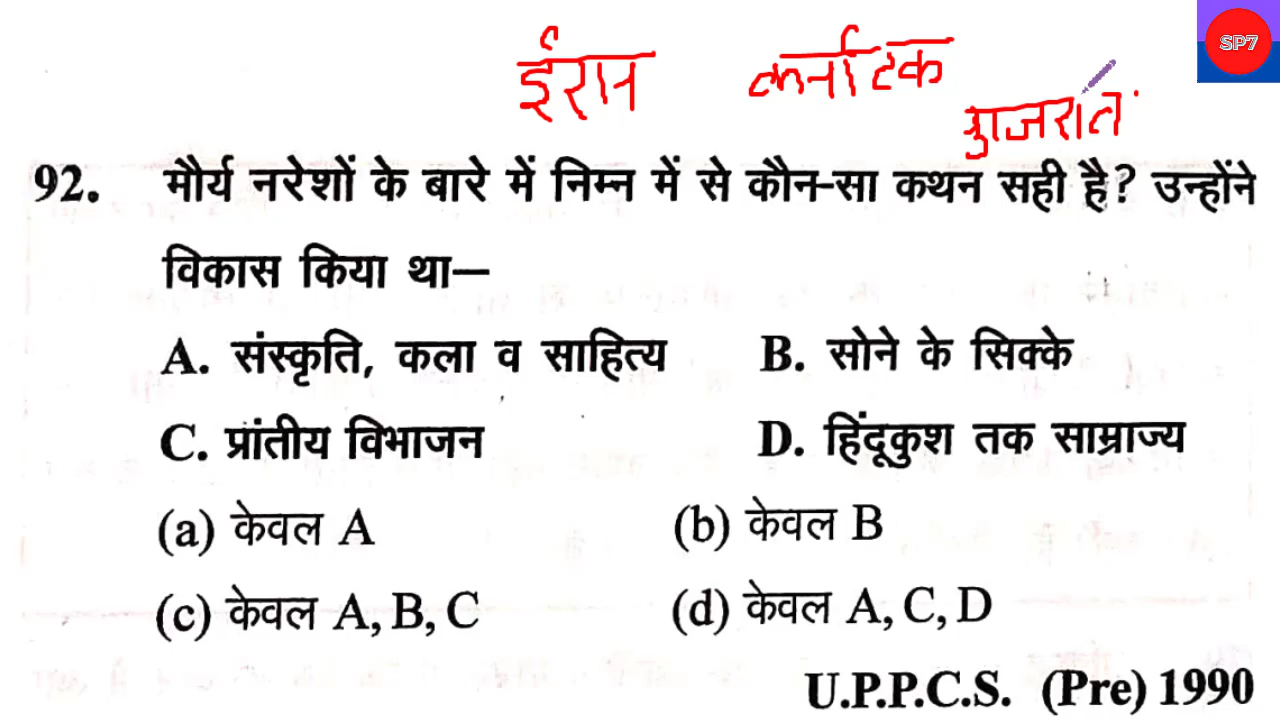 SP7
ईरान कर्नाटक
गुजरात
92. मौर्य नरेशों के बारे में निम्न में से कौन-सा कथन सही है? उन्होंने
विकास किया था—
A. संस्कृति, कला व साहित्य B. सोने के सिक्के
C. प्रांतीय विभाजन D. हिंदूकुश तक साम्राज्य
(a) केवल A (b) केवल B
(c) केवल A, B, C (d) केवल A, C, D
U.P.P.C.S. (Pre) 1990